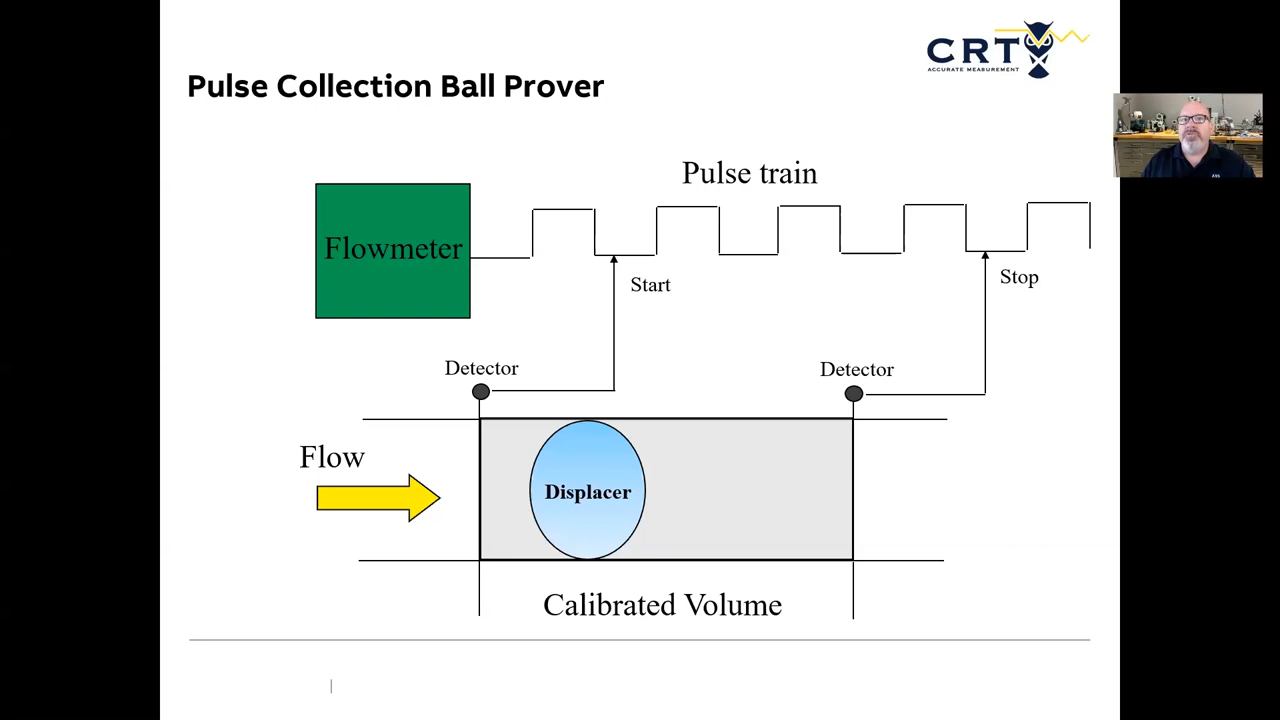 CRT
ACCURATE MEASUREMENT
Pulse Collection Ball Prover
Pulse train
Flowmeter
Start
Stop
Detector
Detector
Flow
Displacer
Calibrated Volume